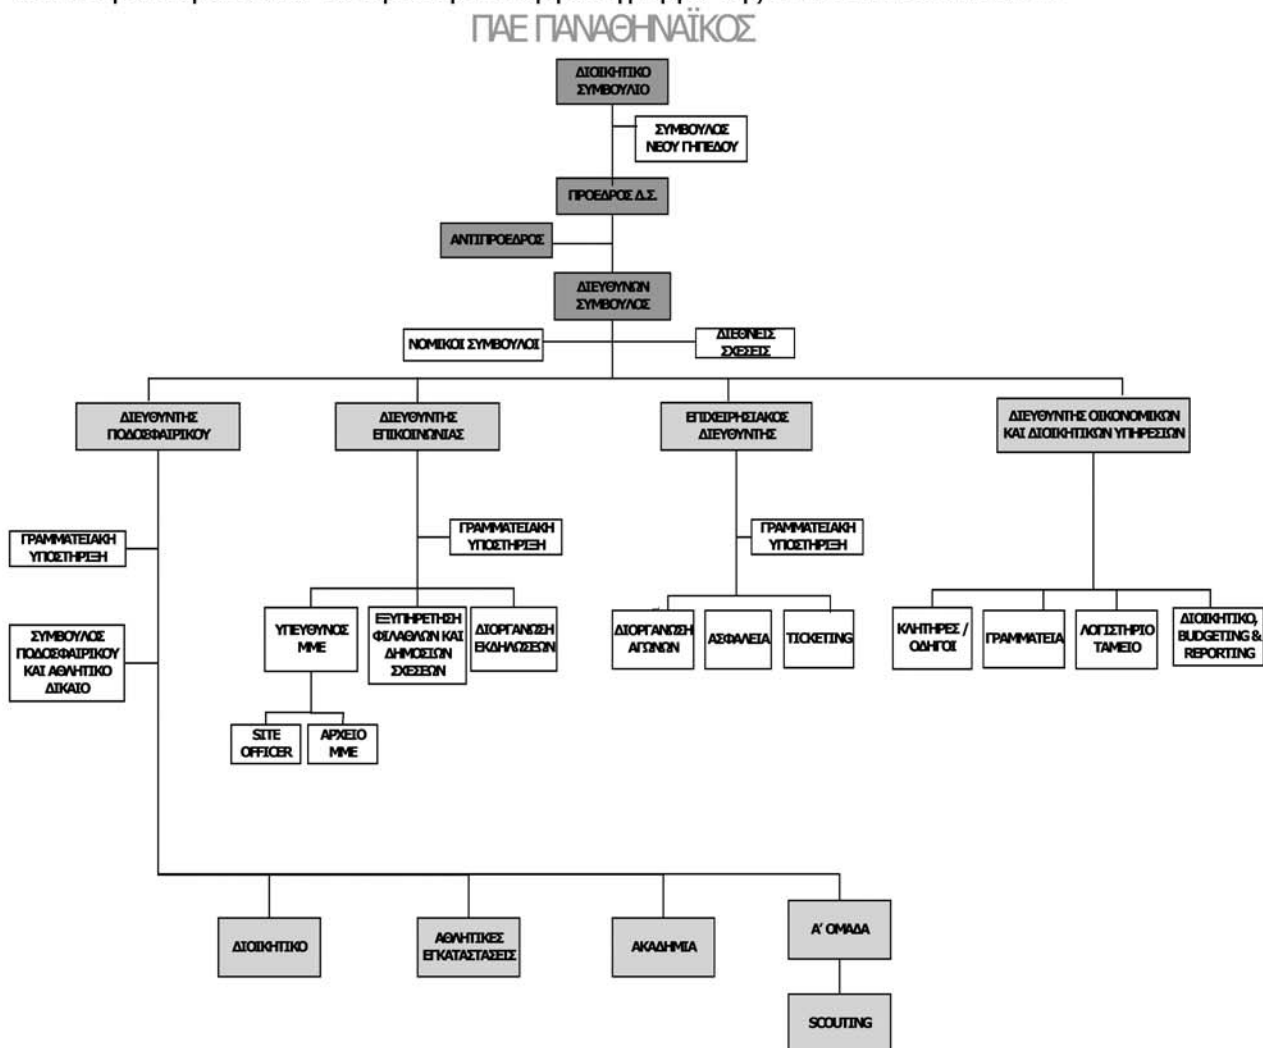 ΠΑΕ ΠΑΝΑΘΗΝΑΪΚΟΣ
ΔΙΟΙΚΗΤΙΚΟ
ΣΥΜΒΟΥΛΙΟ
ΣΥΜΒΟΥΛΟΣ
ΝΕΟΥ ΓΗΠΕΔΟΥ
ΠΡΟΕΔΡΟΣ Δ.Σ.
ΑΝΤΙΠΡΟΕΔΡΟΣ
ΔΙΕΥΘΥΝΩΝ
ΣΥΜΒΟΥΛΟΣ
ΝΟΜΙΚΟΙ ΣΥΜΒΟΥΛΟΙ
ΔΙΕΘΝΕΙΣ
ΣΧΕΣΕΙΣ
ΔΙΕΥΘΥΝΤΗΣ
ΠΟΔΟΣΦΑΙΡΙΚΟΥ
ΔΙΕΥΘΥΝΤΗΣ
ΕΠΙΚΟΙΝΩΝΙΑΣ
ΕΠΙΧΕΙΡΗΣΙΑΚΟΣ
ΔΙΕΥΘΥΝΤΗΣ
ΔΙΕΥΘΥΝΤΗΣ ΟΙΚΟΝΟΜΙΚΩΝ
ΚΑΙ ΔΙΟΙΚΗΤΙΚΩΝ ΥΠΗΡΕΣΙΩΝ
ΓΡΑΜΜΑΤΕΙΑΚΗ
ΥΠΟΣΤΗΡΙΞΗ
ΓΡΑΜΜΑΤΕΙΑΚΗ
ΥΠΟΣΤΗΡΙΞΗ
ΓΡΑΜΜΑΤΕΙΑΚΗ
ΥΠΟΣΤΗΡΙΞΗ
ΣΥΜΒΟΥΛΟΣ
ΠΟΔΟΣΦΑΙΡΙΚΟΥ
ΚΑΙ ΑΘΛΗΤΙΚΟ
ΔΙΚΑΙΟ
ΥΠΕΥΘΥΝΟΣ
ΜΜΕ
ΕΞΥΠΗΡΕΤΗΣΗ
ΦΙΛΑΘΛΩΝ ΚΑΙ
ΔΗΜΟΣΙΩΝ
ΣΧΕΣΕΩΝ
ΔΙΟΡΓΑΝΩΣΗ
ΕΚΔΗΛΩΣΕΩΝ
ΔΙΟΡΓΑΝΩΣΗ
ΑΓΩΝΩΝ
ΑΣΦΑΛΕΙΑ
TICKETING
ΚΛΗΤΗΡΕΣ /
ΟΔΗΓΟΙ
ΓΡΑΜΜΑΤΕΙΑ
ΛΟΓΙΣΤΗΡΙΟ
ΤΑΜΕΙΟ
ΔΙΟΙΚΗΤΙΚΟ,
BUDGETING &
REPORTING
SITE
OFFICER
ΑΡΧΕΙΟ
ΜΜΕ
ΔΙΟΙΚΗΤΙΚΟ
ΑΘΛΗΤΙΚΕΣ
ΕΓΚΑΤΑΣΤΑΣΕΙΣ
ΑΚΑΔΗΜΙΑ
Α' ΟΜΑΔΑ
SCOUTING